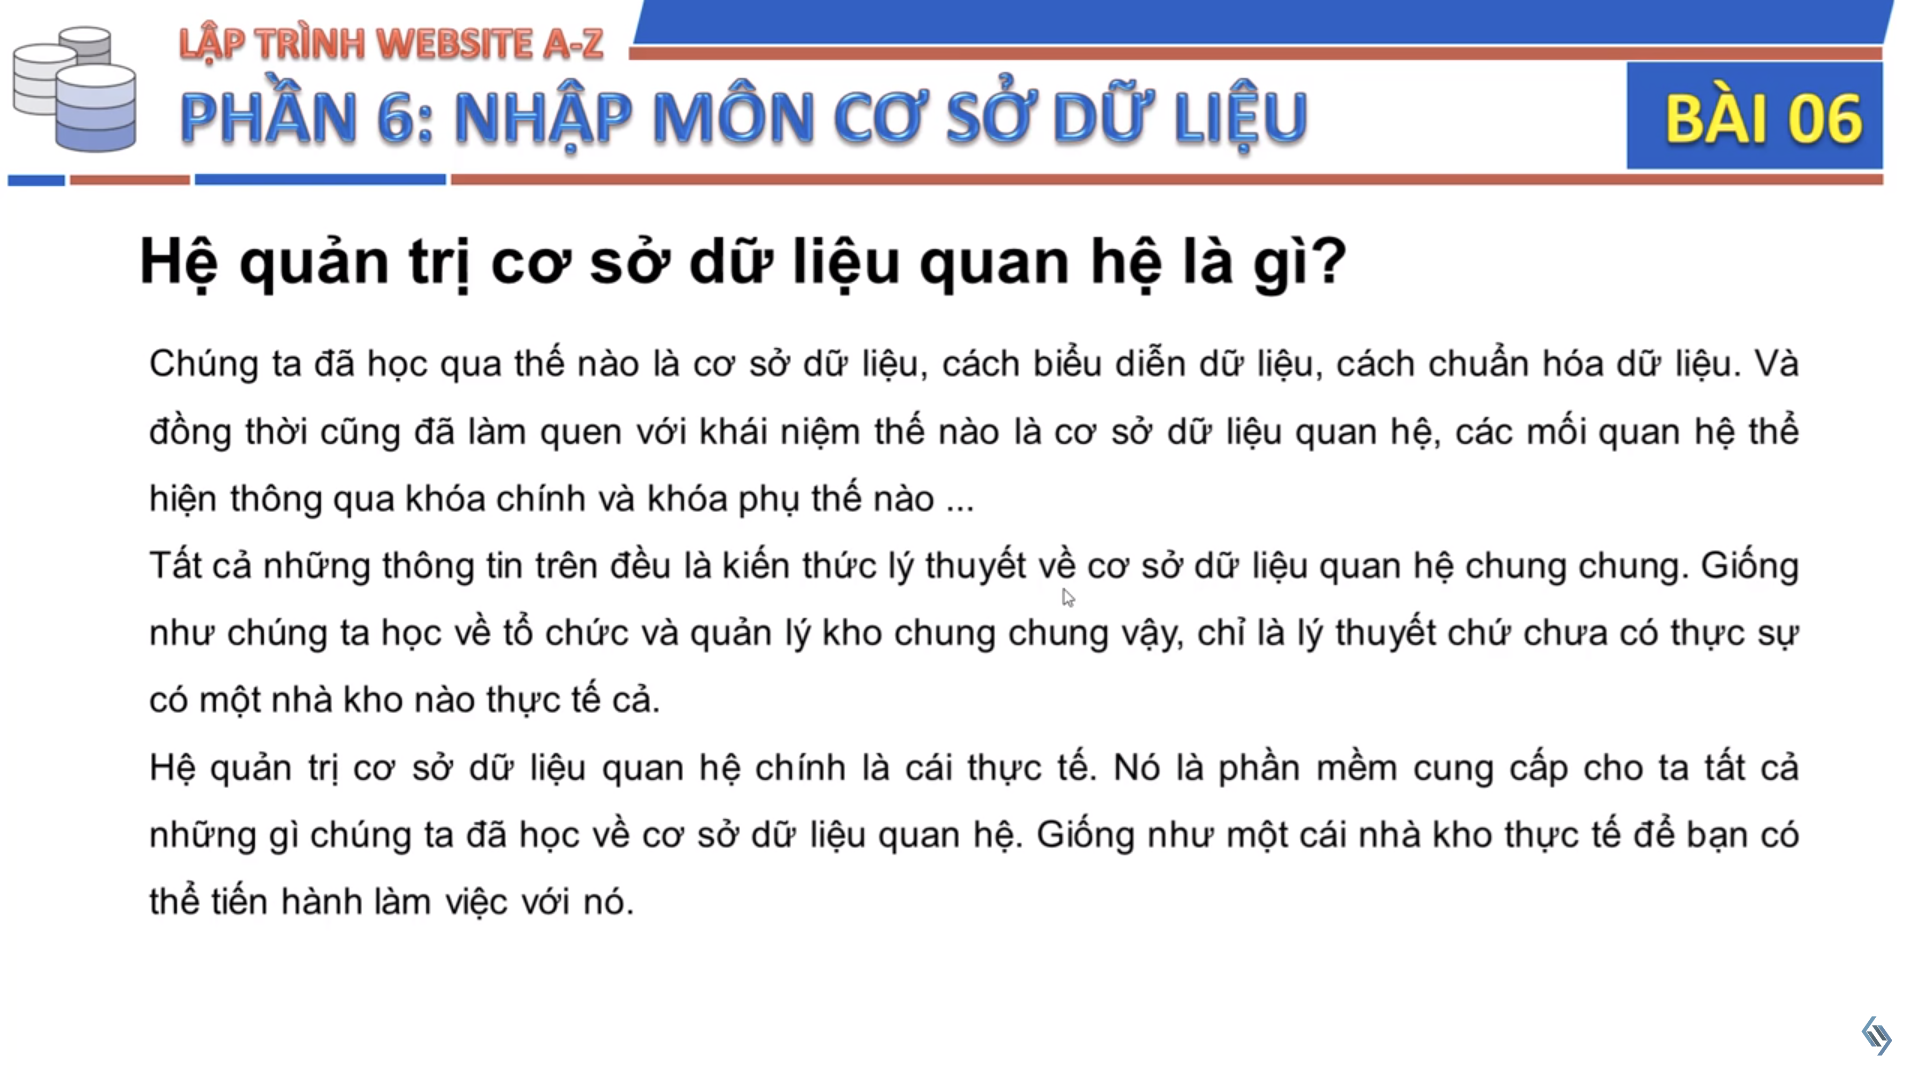 LẬP TRÌNH WEBSITE A-Z
PHẦN 6: NHẬP MÔN CƠ SỞ DỮ LIỆU
BÀI 06
Hệ quản trị cơ sở dữ liệu quan hệ là gì?
Chúng ta đã học qua thế nào là cơ sở dữ liệu, cách biểu diễn dữ liệu, cách chuẩn hóa dữ liệu. Và
đồng thời cũng đã làm quen với khái niệm thế nào là cơ sở dữ liệu quan hệ, các mối quan hệ thể
hiện thông qua khóa chính và khóa phụ thế nào ...
Tất cả những thông tin trên đều là kiến thức lý thuyết về cơ sở dữ liệu quan hệ chung chung. Giống
như chúng ta học về tổ chức và quản lý kho chung chung vậy, chỉ là lý thuyết chứ chưa có thực sự
có một nhà kho nào thực tế cả.
Hệ quản trị cơ sở dữ liệu quan hệ chính là cái thực tế. Nó là phần mềm cung cấp cho ta tất cả
những gì chúng ta đã học về cơ sở dữ liệu quan hệ. Giống như một cái nhà kho thực tế để bạn có
thể tiến hành làm việc với nó.